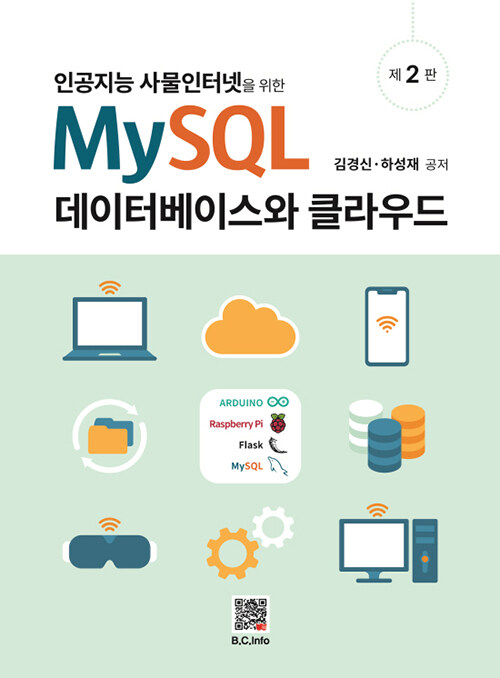 제 2 판
인공지능 사물인터넷을 위한
MySQL
김경신·하성재 공저
데이터베이스와 클라우드
ARDUINO
Raspberry Pi
Flask
MySQL
B.C.Info